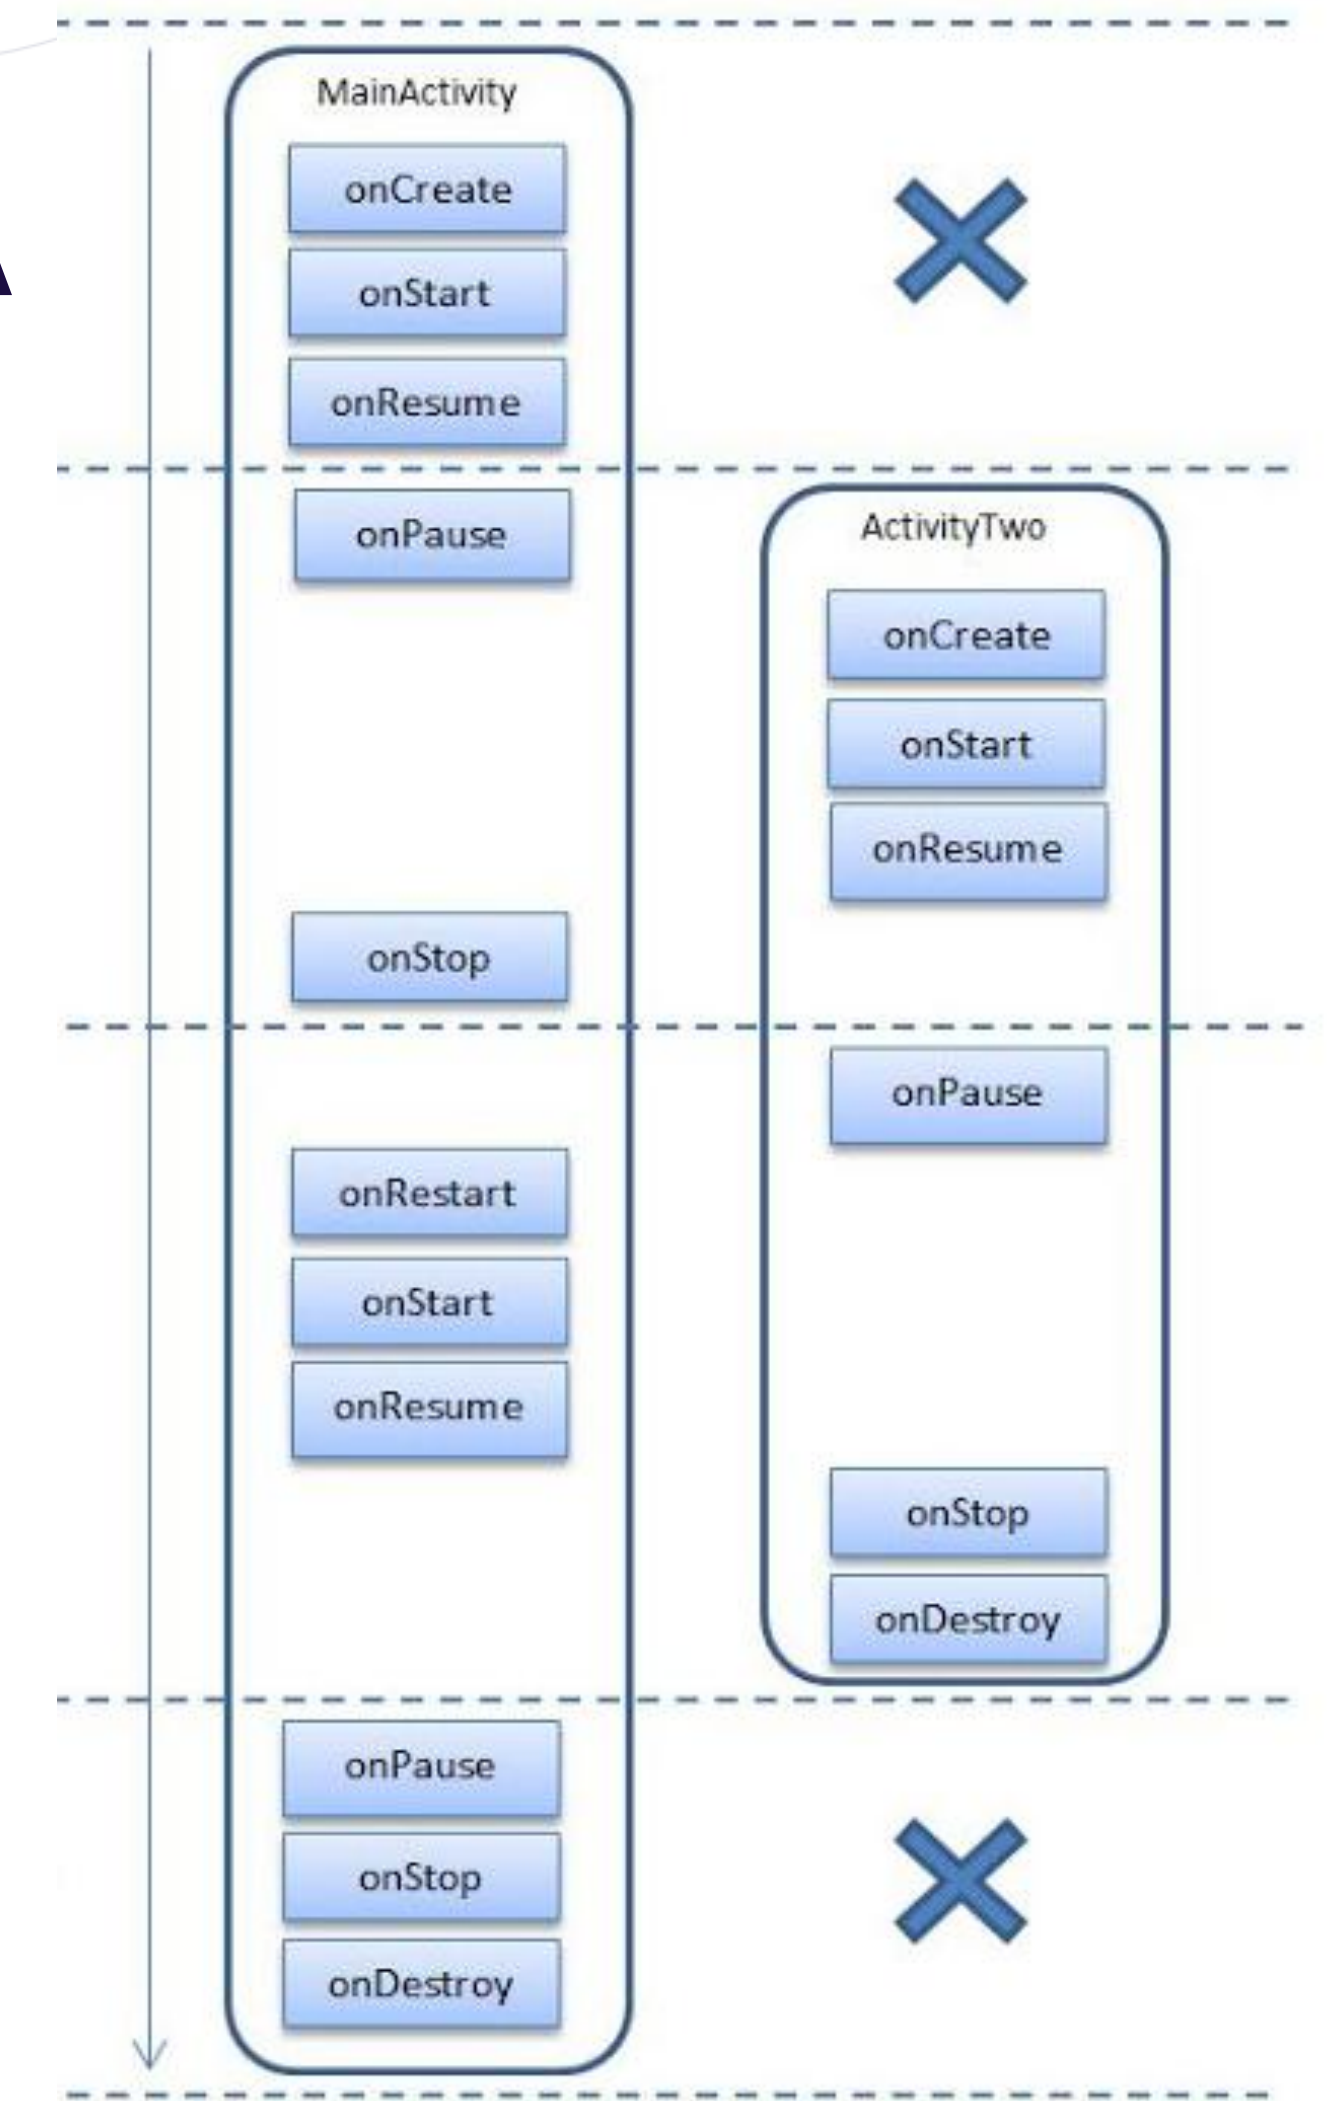 MainActivity
onCreate
onStart
onResume
onPause
ActivityTwo
onCreate
onStart
onResume
onStop
onPause
onRestart
onStart
onResume
onStop
onDestroy
onPause
onStop
onDestroy